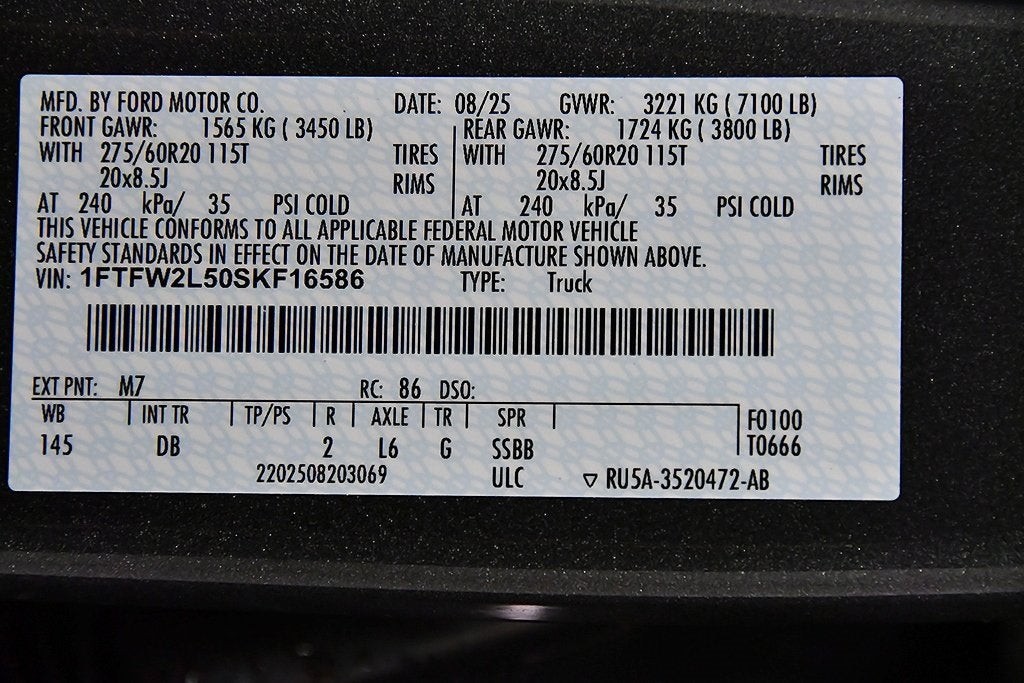 MFD. BY FORD MOTOR CO. DATE: 08/25 GVWR: 3221 KG ( 7100 LB)
FRONT GAWR: 1565 KG ( 3450 LB) REAR GAWR: 1724 KG ( 3800 LB)
WITH 275/60R20 115T TIRES WITH 275/60R20 115T TIRES
20x8.5J RIMS 20x8.5J RIMS
AT 240 kPa/ 35 PSI COLD AT 240 kPa/ 35 PSI COLD
THIS VEHICLE CONFORMS TO ALL APPLICABLE FEDERAL MOTOR VEHICLE
SAFETY STANDARDS IN EFFECT ON THE DATE OF MANUFACTURE SHOWN ABOVE.
VIN: 1FTFW2L50SKF16586 TYPE: Truck
EXT PNT: M7 RC: 86 DSO:
WB INT TR TP/PS R AXLE TR SPR F0100
145 DB 2 L6 G SSBB T0666
2202508203069 ULC ▽ RU5A-3520472-AB